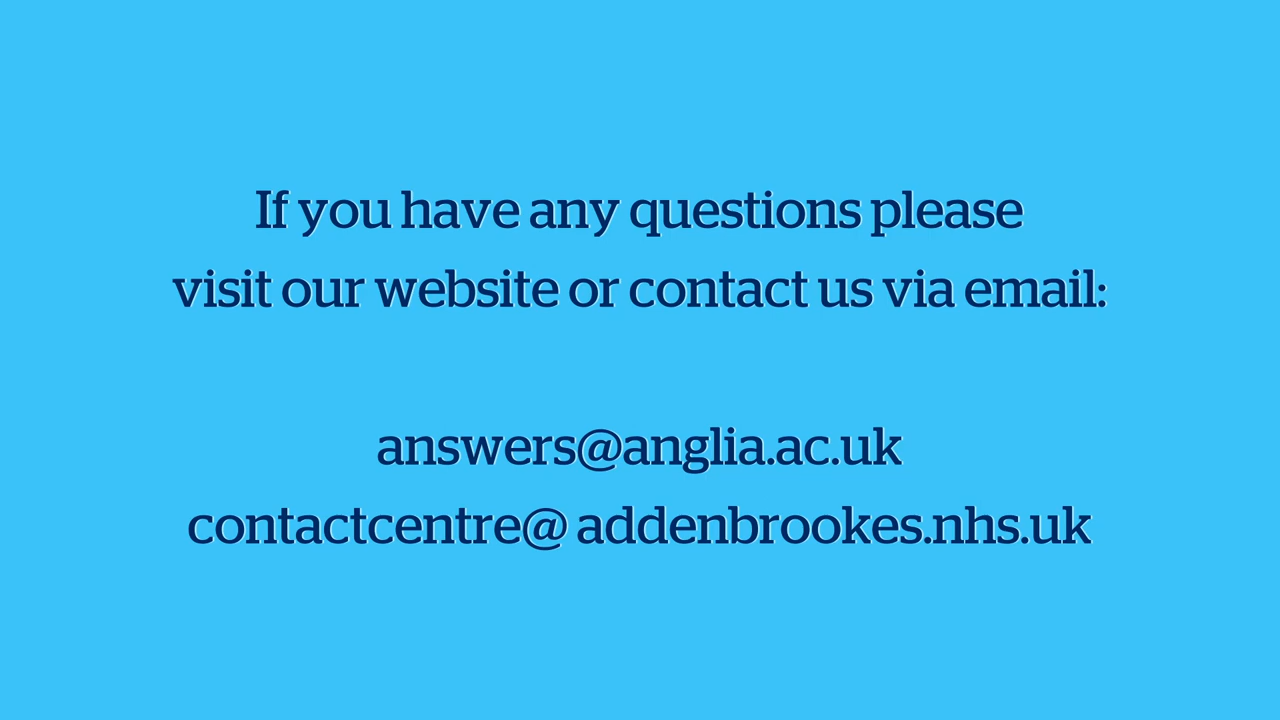 If you have any questions please
visit our website or contact us via email:
answers@anglia.ac.uk
contactcentre@ addenbrookes.nhs.uk